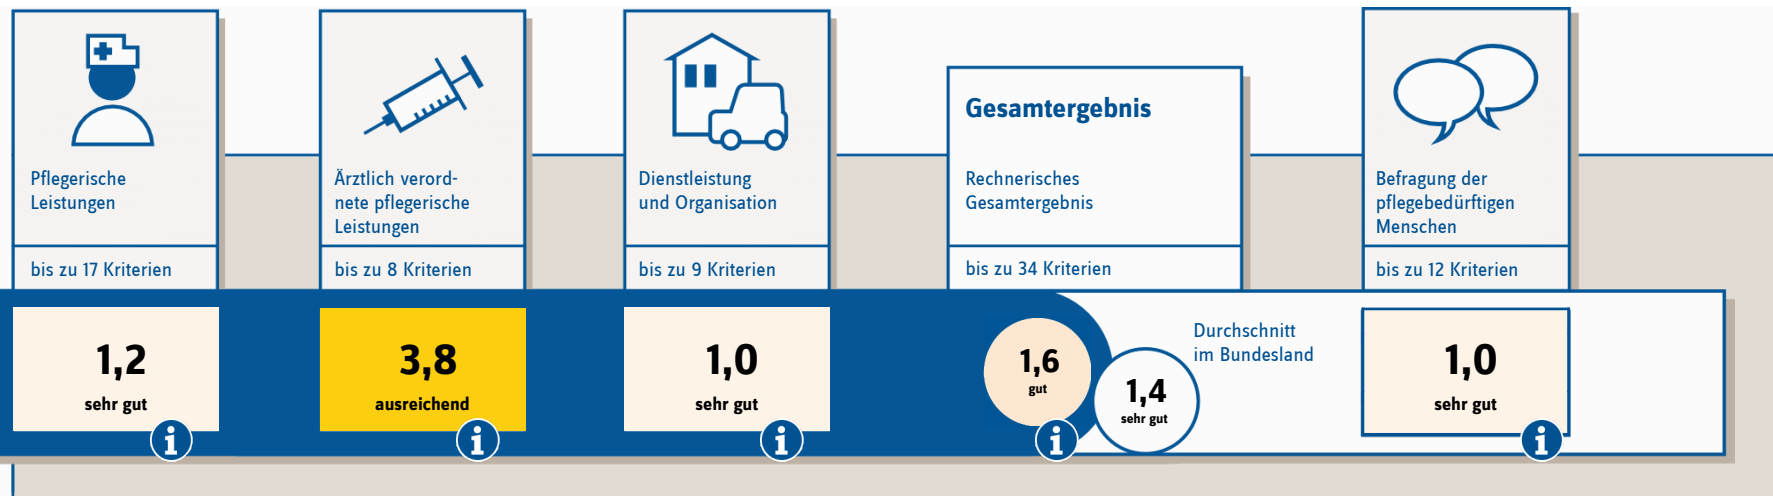 Pflegerische
Leistungen
bis zu 17 Kriterien
1,2
sehr gut
i
Ärztlich verord-
nete pflegerische
Leistungen
bis zu 8 Kriterien
3,8
ausreichend
i
Dienstleistung
und Organisation
bis zu 9 Kriterien
1,0
sehr gut
i
Gesamtergebnis
Rechnerisches
Gesamtergebnis
bis zu 34 Kriterien
1,6
gut
i
Durchschnitt
im Bundesland
1,4
sehr gut
Befragung der
pflegebedürftigen
Menschen
bis zu 12 Kriterien
1,0
sehr gut
i